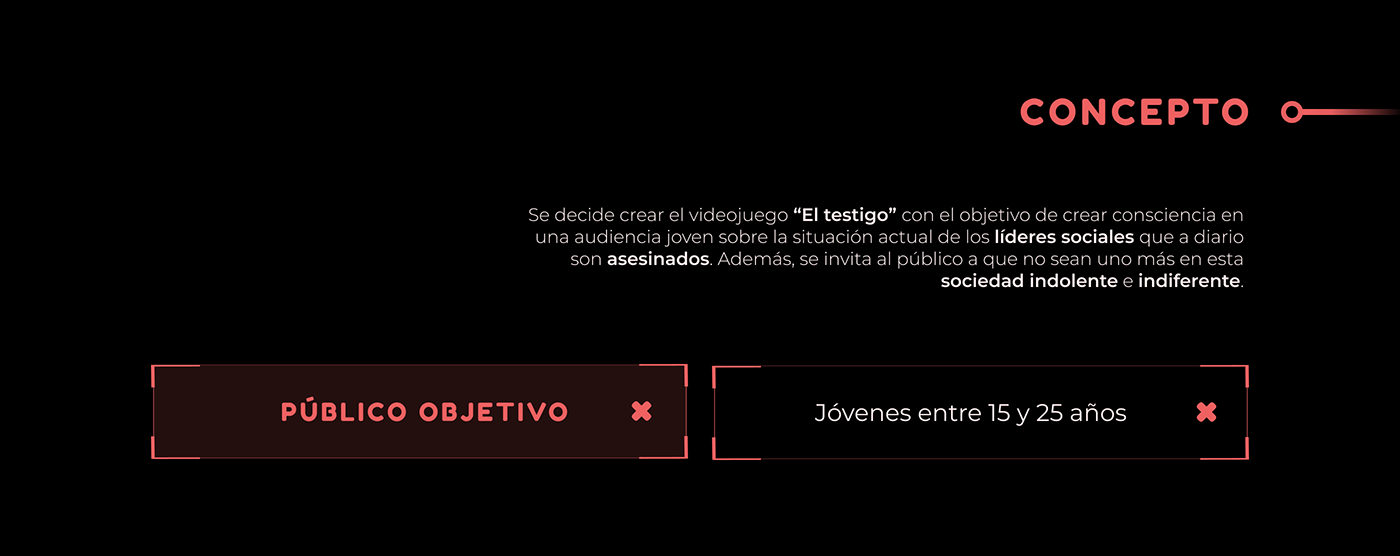 CONCEPTO
Se decide crear el videojuego “El testigo” con el objetivo de crear consciencia en
una audiencia joven sobre la situación actual de los líderes sociales que a diario
son asesinados. Además, se invita al público a que no sean uno más en esta
sociedad indolente e indiferente.
PÚBLICO OBJETIVO
Jóvenes entre 15 y 25 años